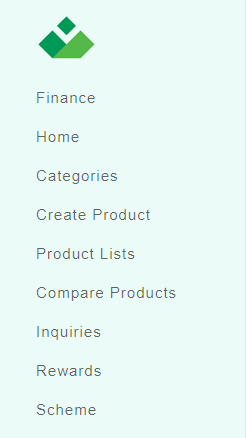 Finance
Home
Categories
Create Product
Product Lists
Compare Products
Inquiries
Rewards
Scheme